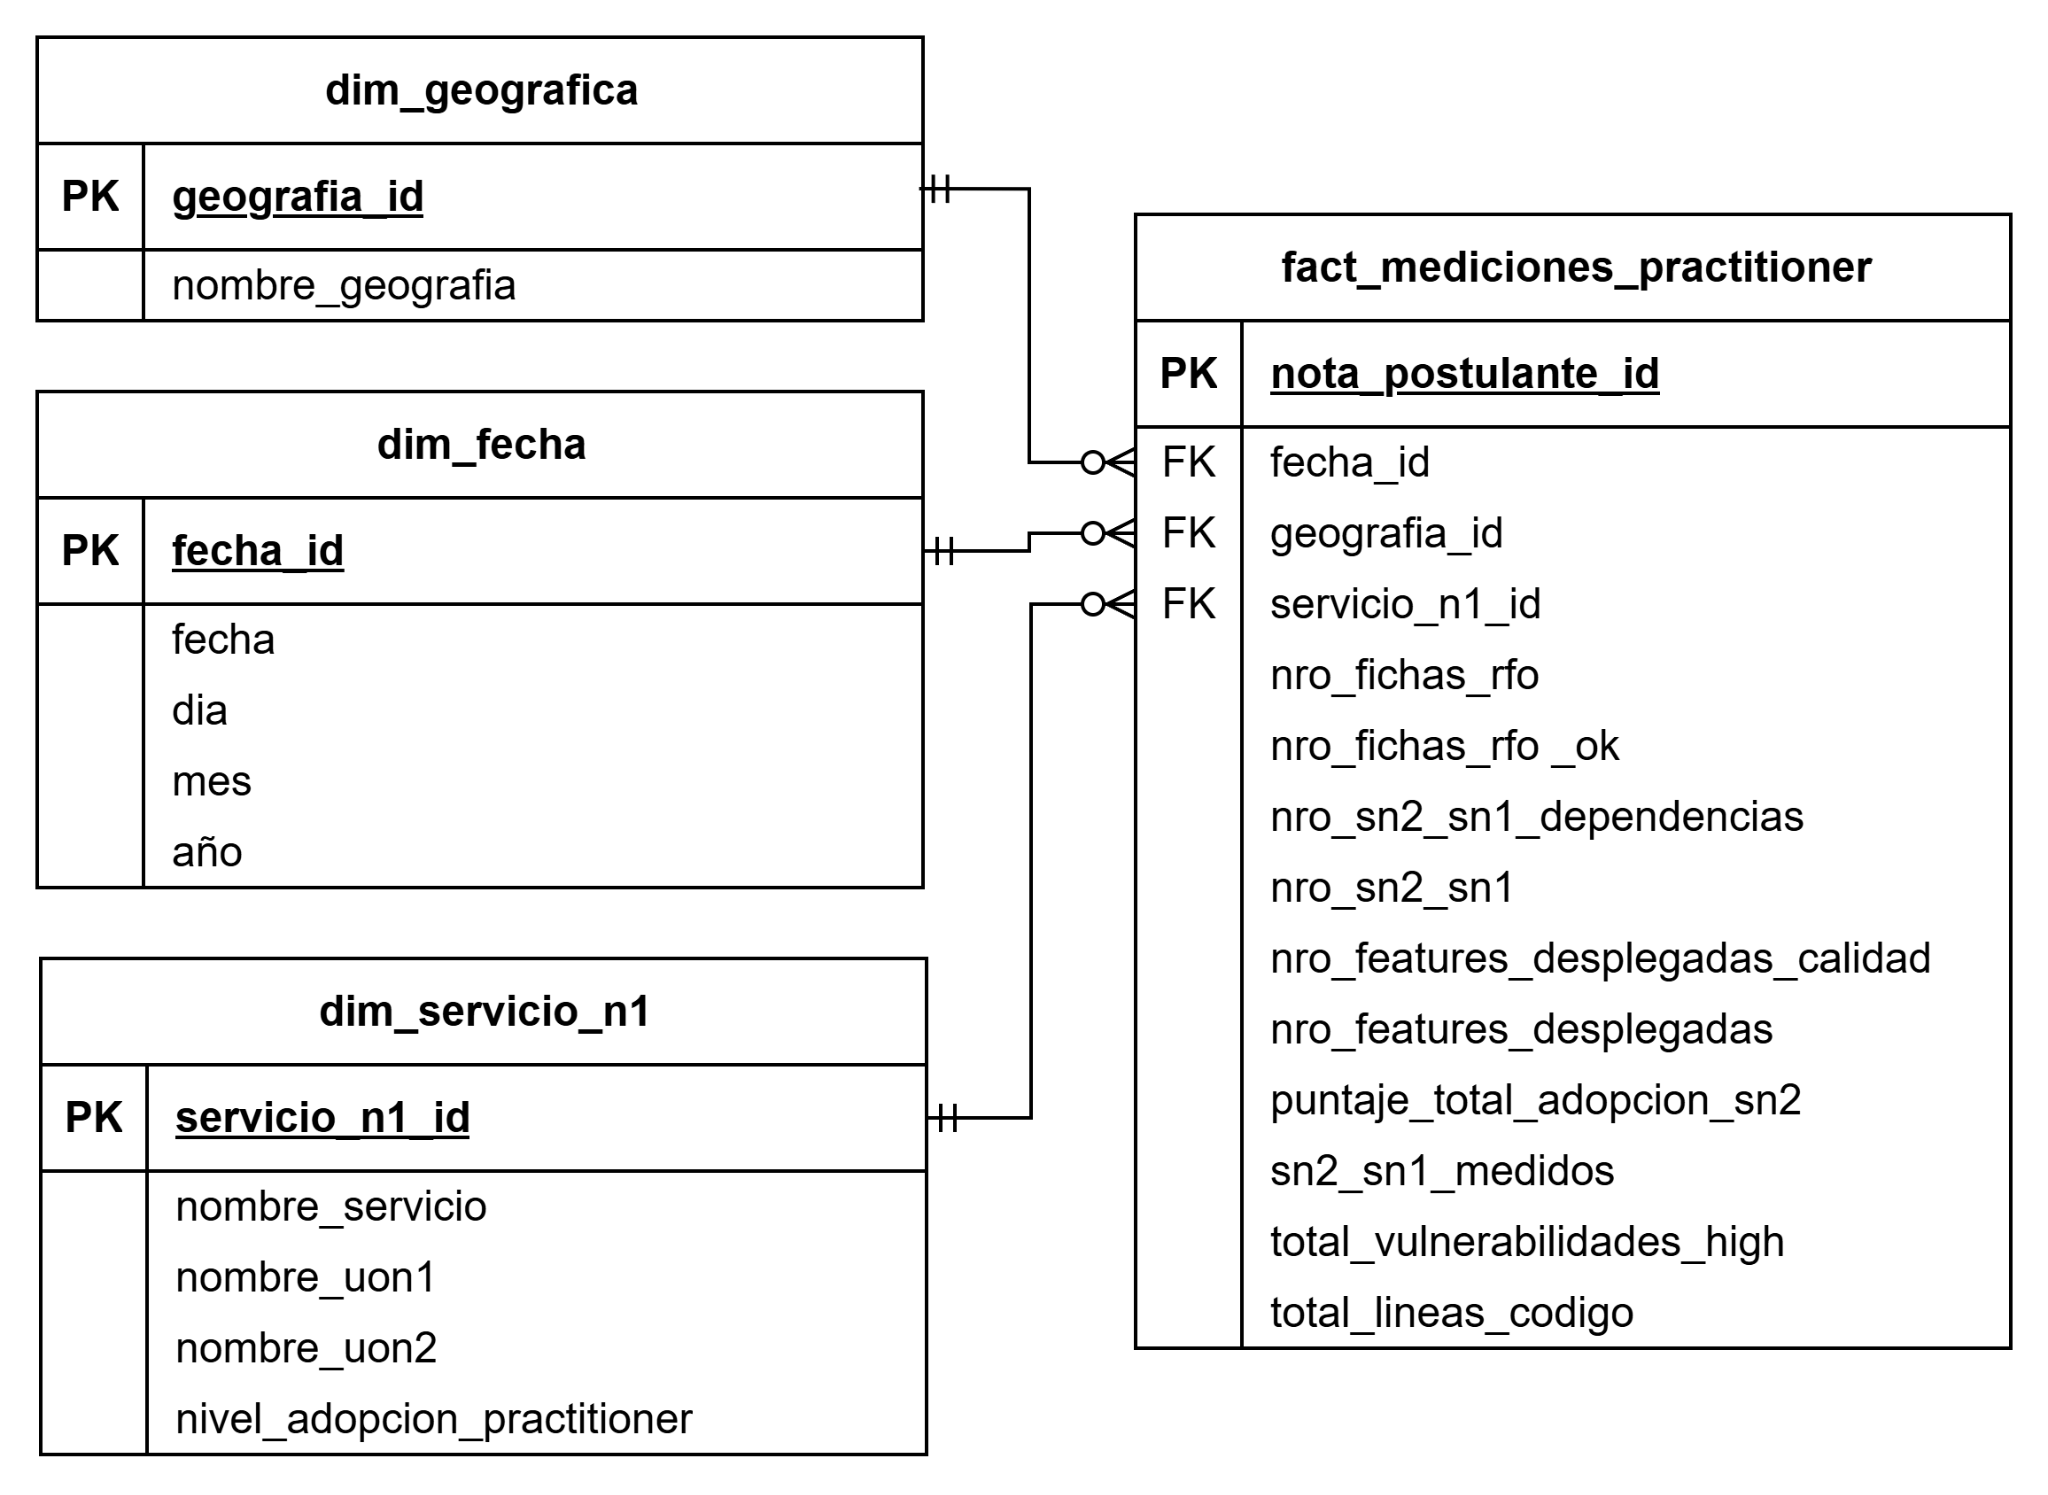 dim_geografica
PK geografia_id
nombre_geografia
dim_fecha
PK fecha_id
fecha
dia
mes
año
dim_servicio_n1
PK servicio_n1_id
nombre_servicio
nombre_uon1
nombre_uon2
nivel_adopcion_practitioner
fact_mediciones_practitioner
PK nota_postulante_id
FK fecha_id
FK geografia_id
FK servicio_n1_id
nro_fichas_rfo
nro_fichas_rfo _ok
nro_sn2_sn1_dependencias
nro_sn2_sn1
nro_features_desplegadas_calidad
nro_features_desplegadas
puntaje_total_adopcion_sn2
sn2_sn1_medidos
total_vulnerabilidades_high
total_lineas_codigo